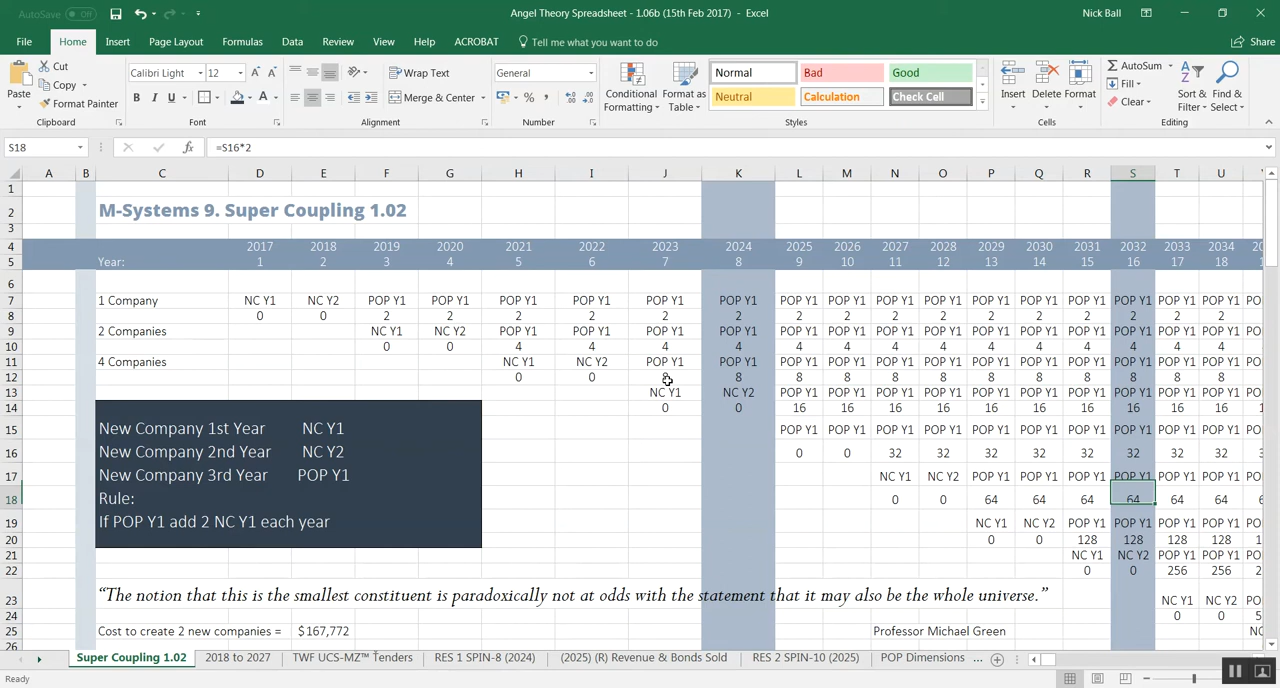 AutoSave Off
Angel Theory Spreadsheet - 1.06b (15th Feb 2017) - Excel
Nick Ball
File Home Insert Page Layout Formulas Data Review View Help ACROBAT Tell me what you want to do Share
Paste Cut Copy Format Painter Clipboard
Calibri Light 12 A A B I U A Font
Wrap Text Merge & Center Alignment
General % , Number
Conditional Formatting Format as Table
Normal Bad Good
Neutral Calculation Check Cell
Styles
Insert Delete Format Cells
AutoSum Fill Clear Sort & Filter Find & Select Editing
S18 fx =S16*2
A B C D E F G H I J K L M N O P Q R S T U
1
2 M-Systems 9. Super Coupling 1.02
3
4 2017 2018 2019 2020 2021 2022 2023 2024 2025 2026 2027 2028 2029 2030 2031 2032 2033 2034
5 Year: 1 2 3 4 5 6 7 8 9 10 11 12 13 14 15 16 17 18
6
7 1 Company NC Y1 NC Y2 POP Y1 POP Y1 POP Y1 POP Y1 POP Y1 POP Y1 POP Y1 POP Y1 POP Y1 POP Y1 POP Y1 POP Y1 POP Y1 POP Y1 POP Y1 POP Y1
8 0 0 2 2 2 2 2 2 2 2 2 2 2 2 2 2 2 2
9 2 Companies NC Y1 NC Y2 POP Y1 POP Y1 POP Y1 POP Y1 POP Y1 POP Y1 POP Y1 POP Y1 POP Y1 POP Y1 POP Y1 POP Y1 POP Y1 POP Y1
10 0 0 4 4 4 4 4 4 4 4 4 4 4 4 4 4 4 4
11 4 Companies NC Y1 NC Y2 POP Y1 POP Y1 POP Y1 POP Y1 POP Y1 POP Y1 POP Y1 POP Y1 POP Y1 POP Y1 POP Y1 POP Y1
12 0 0 8 8 8 8 8 8 8 8 8 8 8 8
13 NC Y1 NC Y2 POP Y1 POP Y1 POP Y1 POP Y1 POP Y1 POP Y1 POP Y1 POP Y1 POP Y1 POP Y1
14 0 0 16 16 16 16 16 16 16 16 16 16
15 POP Y1 POP Y1 POP Y1 POP Y1 POP Y1 POP Y1 POP Y1 POP Y1 POP Y1 POP Y1
16 0 0 32 32 32 32 32 32 32 32
17 NC Y1 NC Y2 POP Y1 POP Y1 POP Y1 POP Y1 POP Y1 POP Y1
18 0 0 64 64 64 64 64 64
19 NC Y1 NC Y2 POP Y1 POP Y1 POP Y1 POP Y1
20 0 0 128 128 128 128
21 NC Y1 NC Y2 POP Y1 POP Y1
22 0 0 256 256
New Company 1st Year NC Y1
New Company 2nd Year NC Y2
New Company 3rd Year POP Y1
Rule:
If POP Y1 add 2 NC Y1 each year
23 “The notion that this is the smallest constituent is paradoxically not at odds with the statement that it may also be the whole universe.” NC Y1 NC Y2
24 0 0
25 Cost to create 2 new companies = $167,772 Professor Michael Green
26
Super Coupling 1.02 2018 to 2027 TWF UCS-MZ™ Tenders RES 1 SPIN-8 (2024) (2025) (R) Revenue & Bonds Sold RES 2 SPIN-10 (2025) POP Dimensions ...
Ready